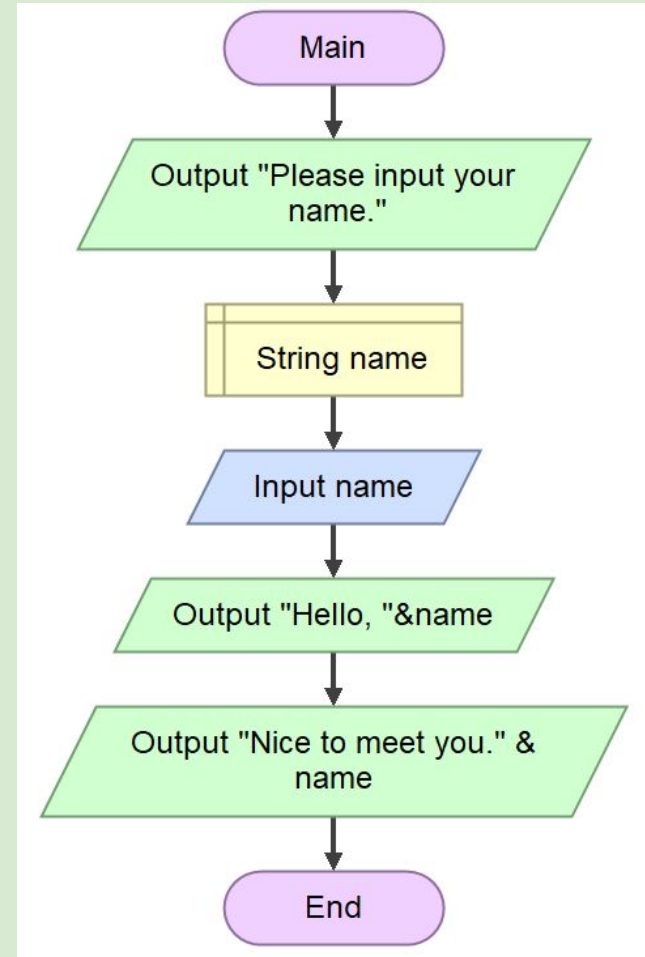 Main
Output "Please input your
name."
String name
Input name
Output "Hello, "&name
Output "Nice to meet you." &
name
End